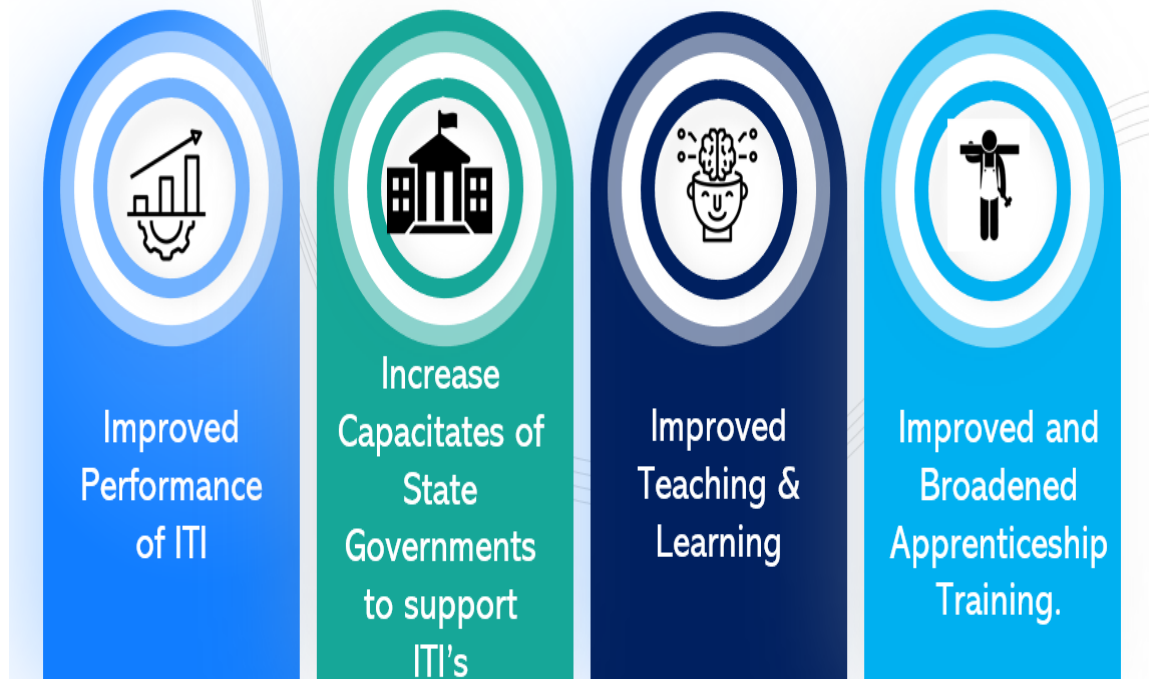 Improved
Performance
of ITI
Increase
Capacitates of
State
Governments
to support
ITI's
Improved
Teaching &
Learning
Improved and
Broadened
Apprenticeship
Training.